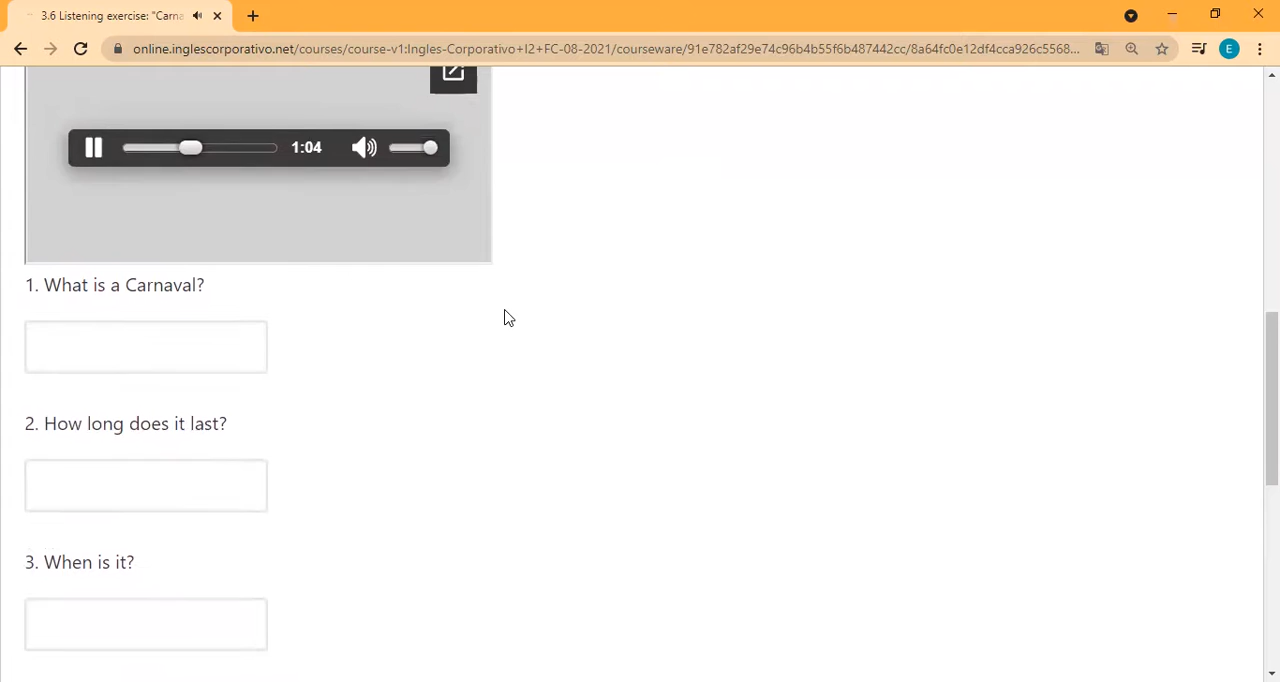 3.6 Listening exercise: "Carna
online.inglescorporativo.net/courses/course-v1:Ingles-Corporativo+I2+FC-08-2021/courseware/91e782af29e74c96b4b55f6b487442cc/8a64fc0e12df4cca926c5568...
E
1:04
1. What is a Carnaval?
2. How long does it last?
3. When is it?